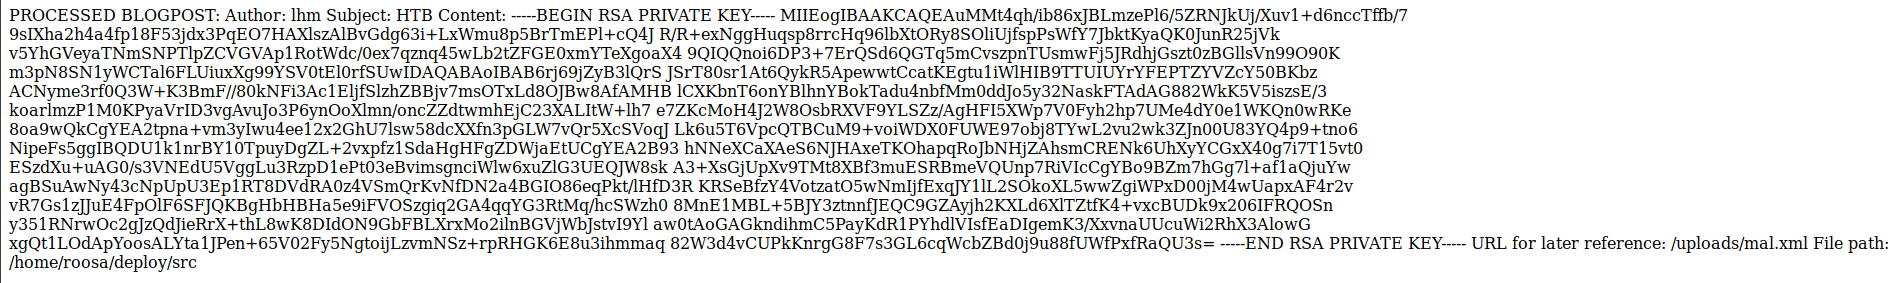 PROCESSED BLOGPOST: Author: lhm Subject: HTB Content: -----BEGIN RSA PRIVATE KEY----- MIIEogIBAAKCAQEAuMMt4qh/ib86xJBLmzePl6/5ZRNJkUj/Xuv1+d6nccTffb/7
9sIXha2h4a4fp18F53jdx3PqEO7HAXlszAlBvGdg63i+LxWmu8p5BrTmEPl+cQ4J R/R+exNggHuqsp8rrcHq96lbXtORy8SOliUjfspPsWfY7JbktKyaQK0JunR25jVk
v5YhGVeyaTNmSNPTlpZCVGVAp1RotWdc/0ex7qznq45wLb2tZFGE0xmYTeXgoaX4 9QIQQnoi6DP3+7ErQSd6QGTq5mCvszpnTUsmwFj5JRdhjGszt0zBGllsVn99O90K
m3pN8SN1yWCTal6FLUiuxXg99YSV0tEl0rfSUwIDAQABAoIBAB6rj69jZyB3lQrS JSrT80sr1At6QykR5ApewwtCcatKEgtu1iWlHIB9TTUIUYrYFEPTZYVZcY50BKbz
ACNyme3rf0Q3W+K3BmF//80kNFi3Ac1EljfSlzhZBBjv7msOTxLd8OJBw8AfAMHB lCXKbnT6onYBlhnYBokTadu4nbfMm0ddJo5y32NaskFTAdAG882WkK5V5iszsE/3
koarlmzP1M0KPyaVrID3vgAvuJo3P6ynOoXlmn/oncZZdtwmhEjC23XALItW+lh7 e7ZKcMoH4J2W8OsbRXVF9YLSZz/AgHFI5XWp7V0Fyh2hp7UMe4dY0e1WKQn0wRKe
8oa9wQkCgYEA2tpna+vm3yIwu4ee12x2GhU7lsw58dcXXfn3pGLW7vQr5XcSVoqJ Lk6u5T6VpcQTBCuM9+voiWDX0FUWE97obj8TYwL2vu2wk3ZJn00U83YQ4p9+tno6
NipeFs5ggIBQDU1k1nrBY10TpuyDgZL+2vxpfz1SdaHgHFgZDWjaEtUCgYEA2B93 hNNeXCaXAeS6NJHAxeTKOhapqRoJbNHjZAhsmCRENk6UhXyYCGxX40g7i7T15vt0
ESzdXu+uAG0/s3VNEdU5VggLu3RzpD1ePt03eBvimsgnciWlw6xuZlG3UEQJW8sk A3+XsGjUpXv9TMt8XBf3muESRBmeVQUnp7RiVIcCgYBo9BZm7hGg7l+af1aQjuYw
agBSuAwNy43cNpUpU3Ep1RT8DVdRA0z4VSmQrKvNfDN2a4BGIO86eqPkt/lHfD3R KRSeBfzY4VotzatO5wNmIjfExqJY1lL2SOkoXL5wwZgiWPxD00jM4wUapxAF4r2v
vR7Gs1zJJuE4FpOlF6SFJQKBgHbHBHa5e9iFVOSzgiq2GA4qqYG3RtMq/hcSWzh0 8MnE1MBL+5BJY3ztnnfJEQC9GZAyjh2KXLd6XlTZtfK4+vxcBUDk9x206IFRQOSn
y351RNrwOc2gJzQdJieRrX+thL8wK8DIdON9GbFBLXrxMo2ilnBGVjWbJstvI9Yl aw0tAoGAGkndihmC5PayKdR1PYhdlVIsfEaDIgemK3/XxvnaUUcuWi2RhX3AlowG
xgQt1LOdApYoosALYta1JPen+65V02Fy5NgtoijLzvmNSz+rpRHGK6E8u3ihmmaq 82W3d4vCUPkKnrgG8F7s3GL6cqWcbZBd0j9u88fUWfPxfRaQU3s= -----END RSA PRIVATE KEY----- URL for later reference: /uploads/mal.xml File path:
/home/roosa/deploy/src